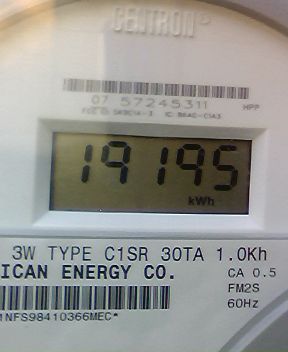 CENTRON
07 57245311 HPP
19195
kWh
3W TYPE C1SR 30TA 1.0Kh
ICAN ENERGY CO. CA 0.5
FM2S
60Hz
1NFS98410366MEC*